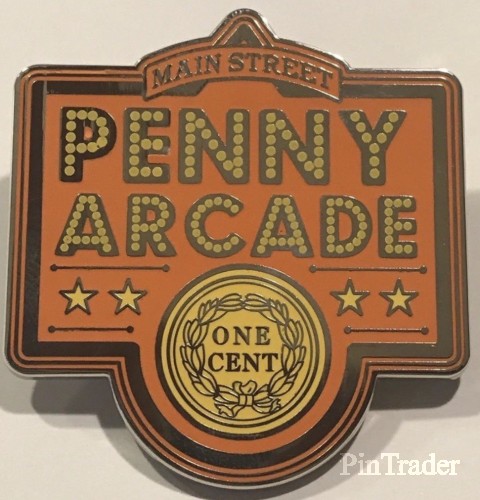 MAIN STREET
PENNY
ARCADE
ONE
CENT
PinTrader